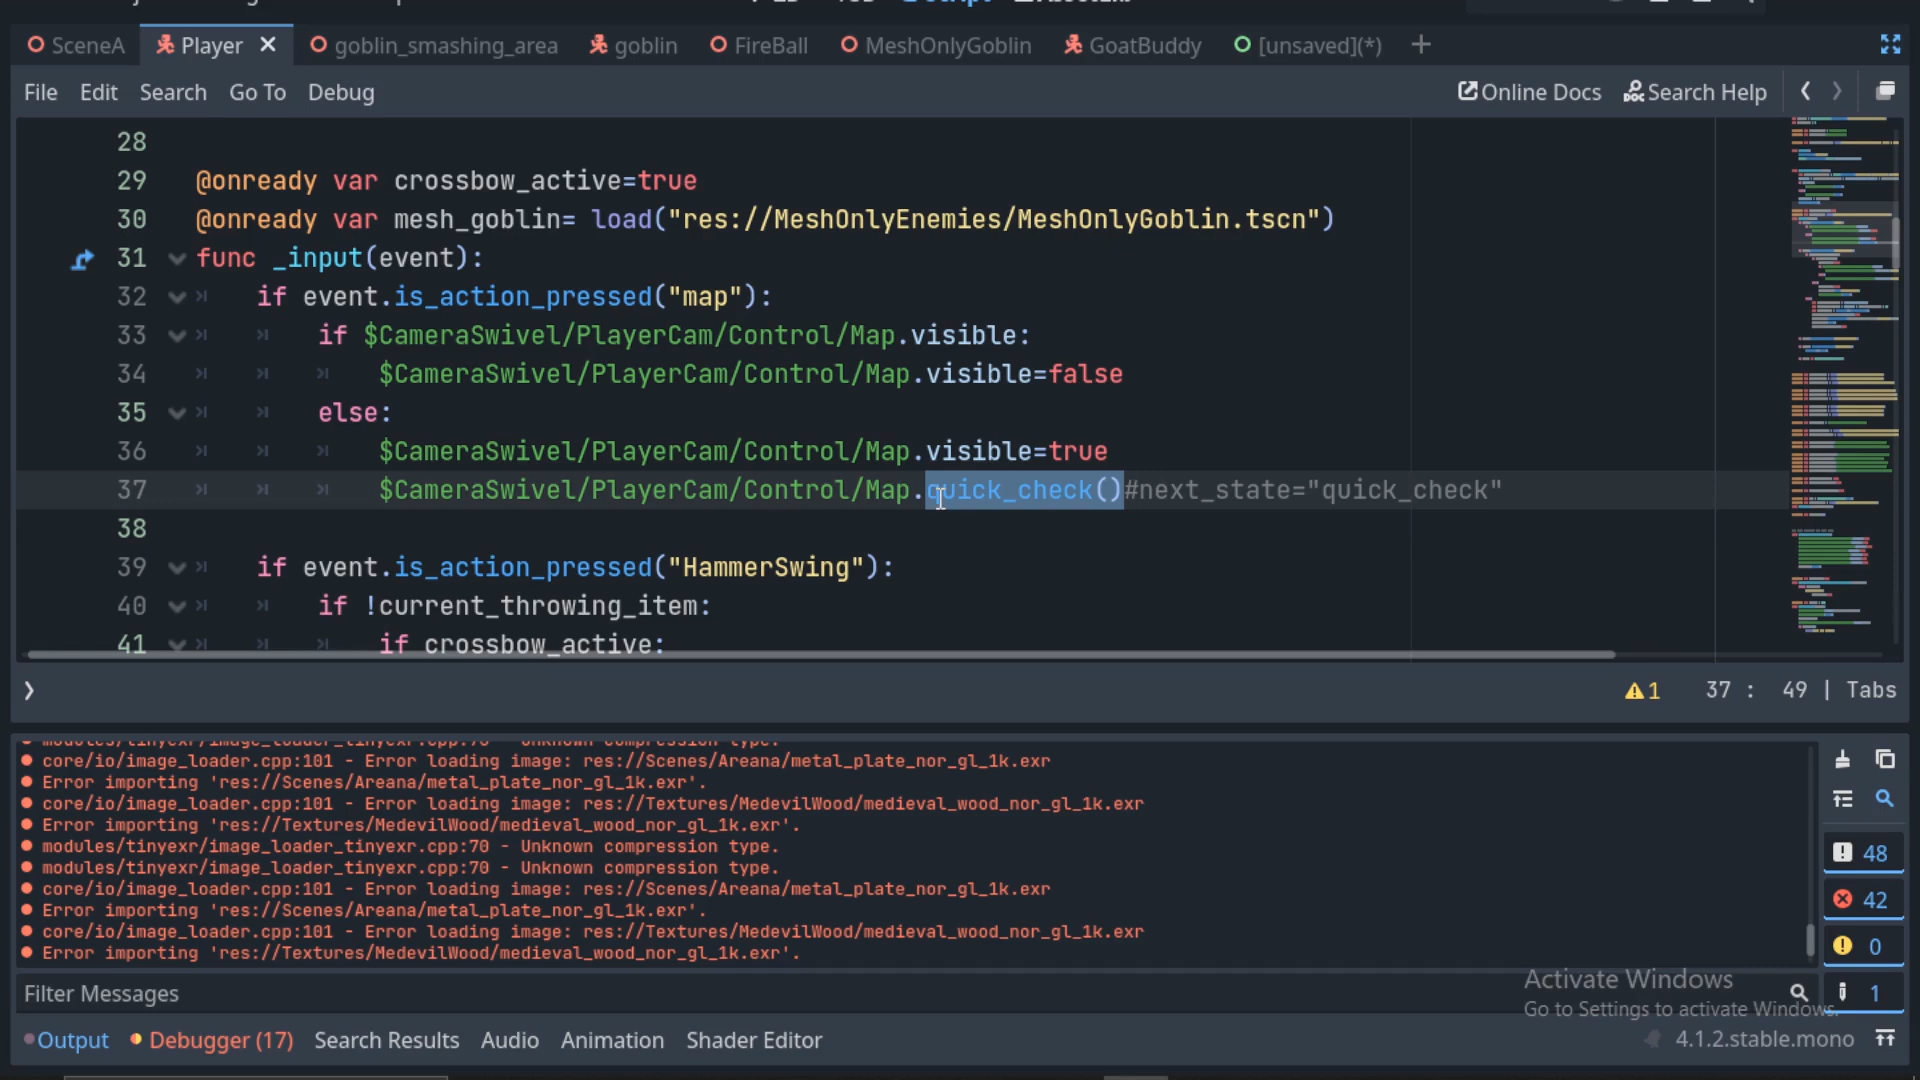 SceneA Player goblin_smashing_area goblin FireBall MeshOnlyGoblin GoatBuddy [unsaved](*)
File Edit Search Go To Debug Online Docs Search Help
28
29 @onready var crossbow_active=true
30 @onready var mesh_goblin= load("res://MeshOnlyEnemies/MeshOnlyGoblin.tscn")
31 func _input(event):
32 if event.is_action_pressed("map"):
33 if $CameraSwivel/PlayerCam/Control/Map.visible:
34 $CameraSwivel/PlayerCam/Control/Map.visible=false
35 else:
36 $CameraSwivel/PlayerCam/Control/Map.visible=true
37 $CameraSwivel/PlayerCam/Control/Map.quick_check()#next_state="quick_check"
38
39 if event.is_action_pressed("HammerSwing"):
40 if !current_throwing_item:
41 if crossbow_active:
1 37 : 49 | Tabs
modules/tinyexr/image_loader_tinyexr.cpp:70 - Unknown compression type.
core/io/image_loader.cpp:101 - Error loading image: res://Scenes/Areana/metal_plate_nor_gl_1k.exr
Error importing 'res://Scenes/Areana/metal_plate_nor_gl_1k.exr'.
core/io/image_loader.cpp:101 - Error loading image: res://Textures/MedevilWood/medieval_wood_nor_gl_1k.exr
Error importing 'res://Textures/MedevilWood/medieval_wood_nor_gl_1k.exr'.
modules/tinyexr/image_loader_tinyexr.cpp:70 - Unknown compression type.
modules/tinyexr/image_loader_tinyexr.cpp:70 - Unknown compression type.
core/io/image_loader.cpp:101 - Error loading image: res://Scenes/Areana/metal_plate_nor_gl_1k.exr
Error importing 'res://Scenes/Areana/metal_plate_nor_gl_1k.exr'.
core/io/image_loader.cpp:101 - Error loading image: res://Textures/MedevilWood/medieval_wood_nor_gl_1k.exr
Error importing 'res://Textures/MedevilWood/medieval_wood_nor_gl_1k.exr'.
48
42
0
1
Filter Messages
Activate Windows
Go to Settings to activate Windows.
Output Debugger (17) Search Results Audio Animation Shader Editor 4.1.2.stable.mono